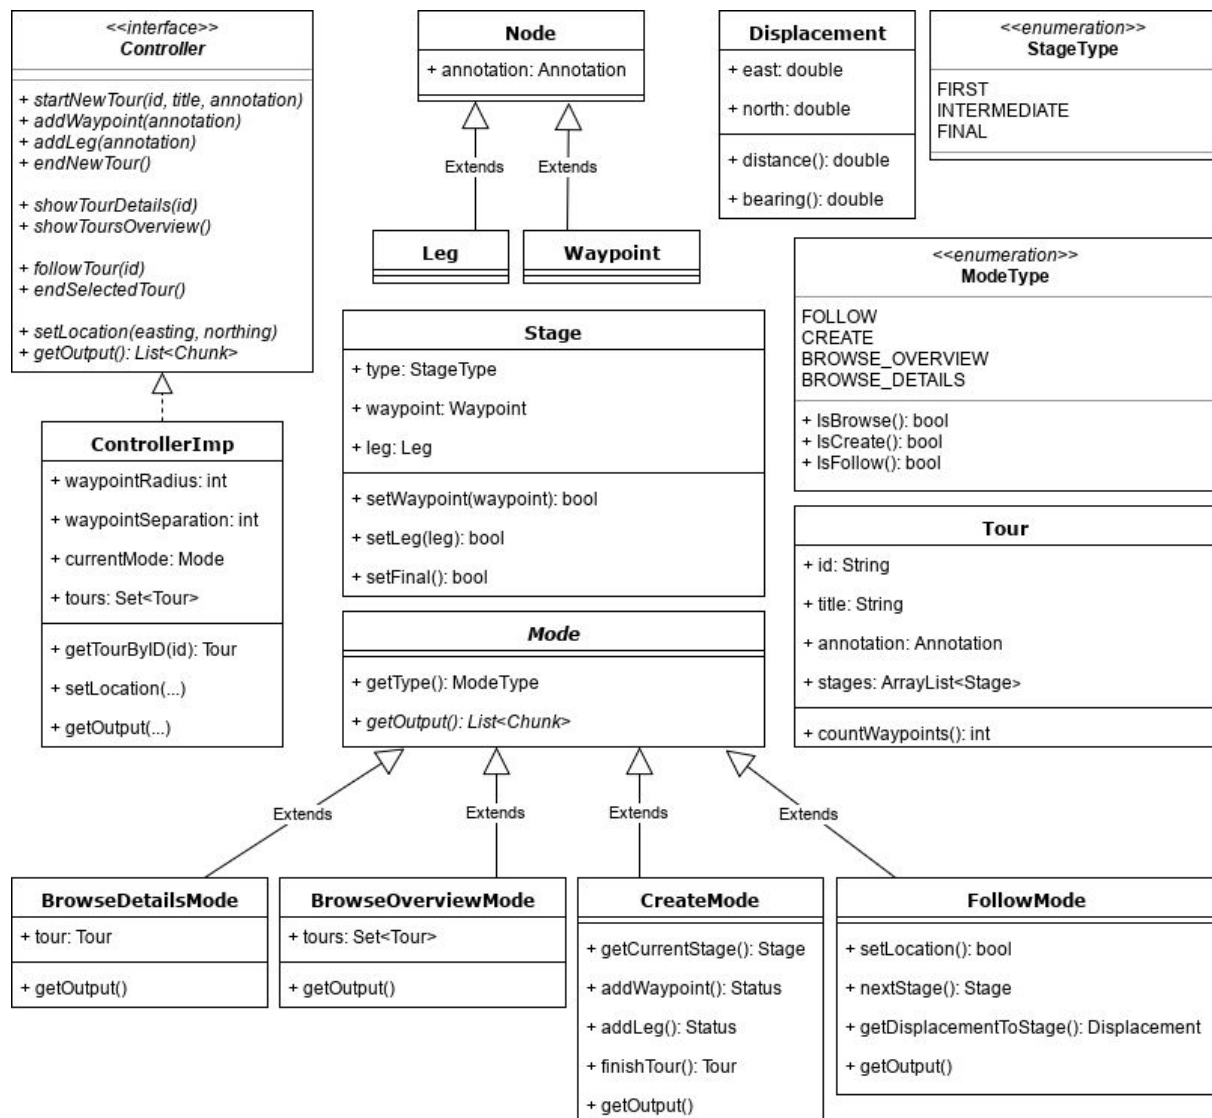 <<interface>>
Controller
+ startNewTour(id, title, annotation)
+ addWaypoint(annotation)
+ addLeg(annotation)
+ endNewTour()
+ showTourDetails(id)
+ showToursOverview()
+ followTour(id)
+ endSelectedTour()
+ setLocation(easting, northing)
+ getOutput(): List<Chunk>
Node
+ annotation: Annotation
Extends
Extends
Leg
Waypoint
Displacement
+ east: double
+ north: double
+ distance(): double
+ bearing(): double
<<enumeration>>
StageType
FIRST
INTERMEDIATE
FINAL
<<enumeration>>
ModeType
FOLLOW
CREATE
BROWSE_OVERVIEW
BROWSE_DETAILS
+ IsBrowse(): bool
+ IsCreate(): bool
+ IsFollow(): bool
ControllerImp
+ waypointRadius: int
+ waypointSeparation: int
+ currentMode: Mode
+ tours: Set<Tour>
+ getTourByID(id): Tour
+ setLocation(...)
+ getOutput(...)
Stage
+ type: StageType
+ waypoint: Waypoint
+ leg: Leg
+ setWaypoint(waypoint): bool
+ setLeg(leg): bool
+ setFinal(): bool
Tour
+ id: String
+ title: String
+ annotation: Annotation
+ stages: ArrayList<Stage>
+ countWaypoints(): int
Mode
+ getType(): ModeType
+ getOutput(): List<Chunk>
Extends
Extends
Extends
Extends
BrowseDetailsMode
+ tour: Tour
+ getOutput()
BrowseOverviewMode
+ tours: Set<Tour>
+ getOutput()
CreateMode
+ getCurrentStage(): Stage
+ addWaypoint(): Status
+ addLeg(): Status
+ finishTour(): Tour
+ getOutput()
FollowMode
+ setLocation(): bool
+ nextStage(): Stage
+ getDisplacementToStage(): Displacement
+ getOutput()